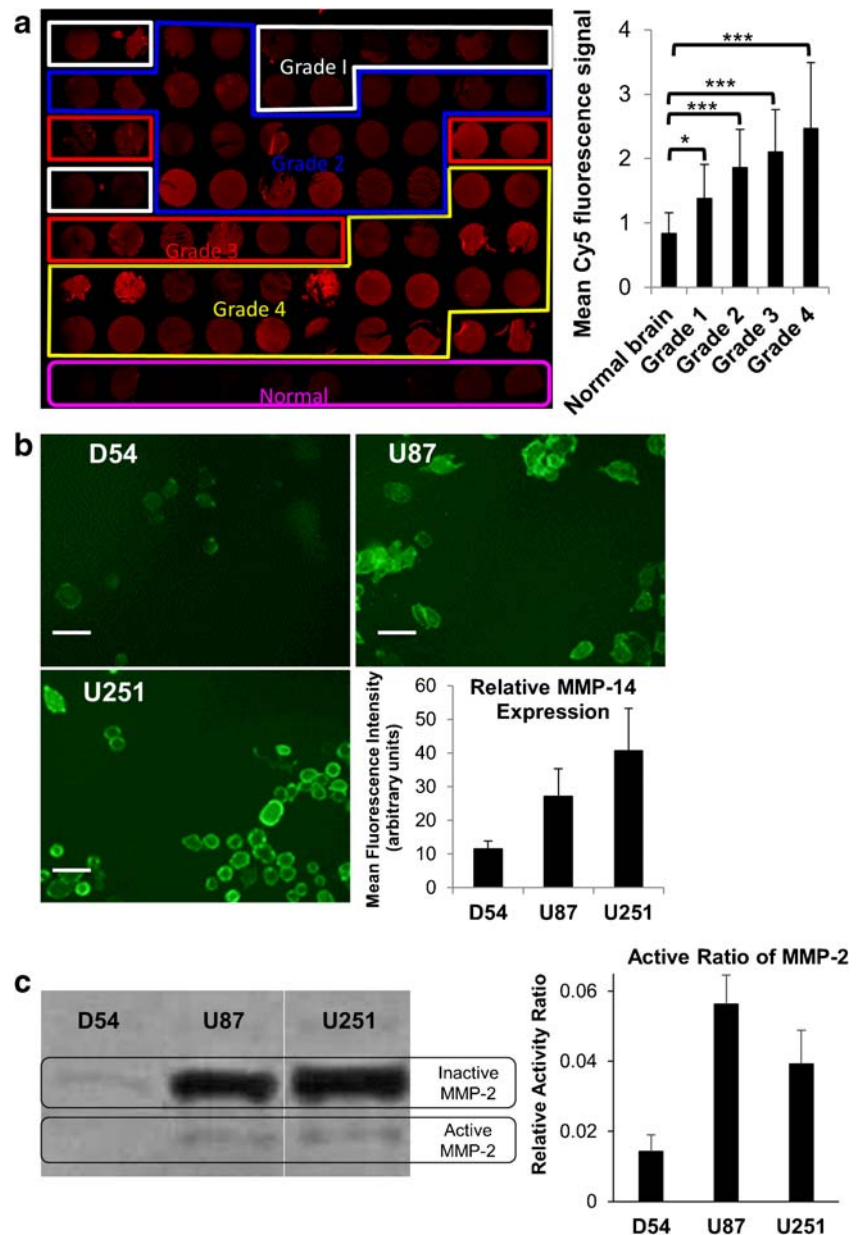 a
Grade I
Grade 2
Grade 3
Grade 4
Normal
Mean Cy5 fluorescence signal
4
3
2
1
0
***
***
***
*
Normal brain
Grade 1
Grade 2
Grade 3
Grade 4
b
D54
U87
U251
Relative MMP-14
Expression
Mean Fluorescence Intensity
(arbitrary units)
60
50
40
30
20
10
0
D54
U87
U251
c
D54
U87
U251
Inactive
MMP-2
Active
MMP-2
Active Ratio of MMP-2
Relative Activity Ratio
0.06
0.04
0.02
0
D54
U87
U251